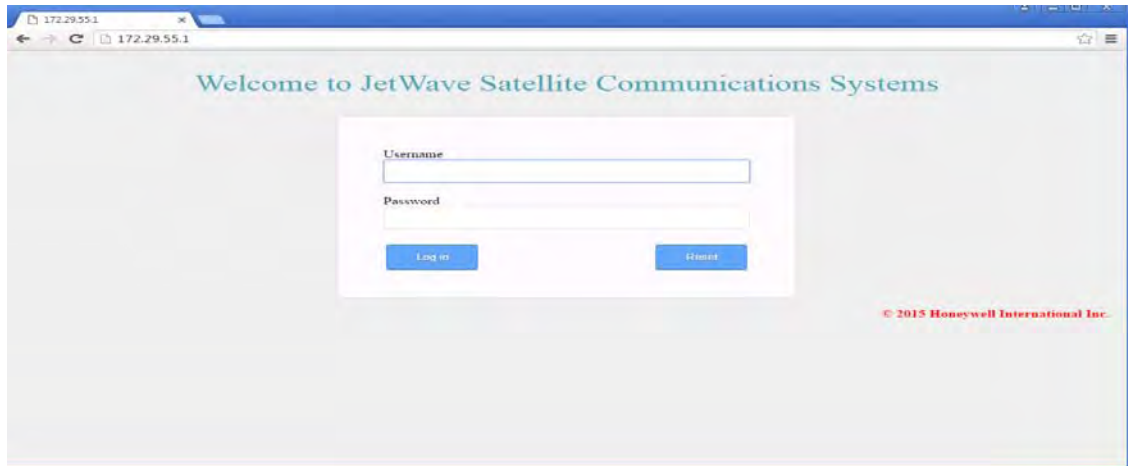 172.29.55.1
172.29.55.1
Welcome to JetWave Satellite Communications Systems
Username
Password
Log in
Reset
© 2015 Honeywell International Inc.